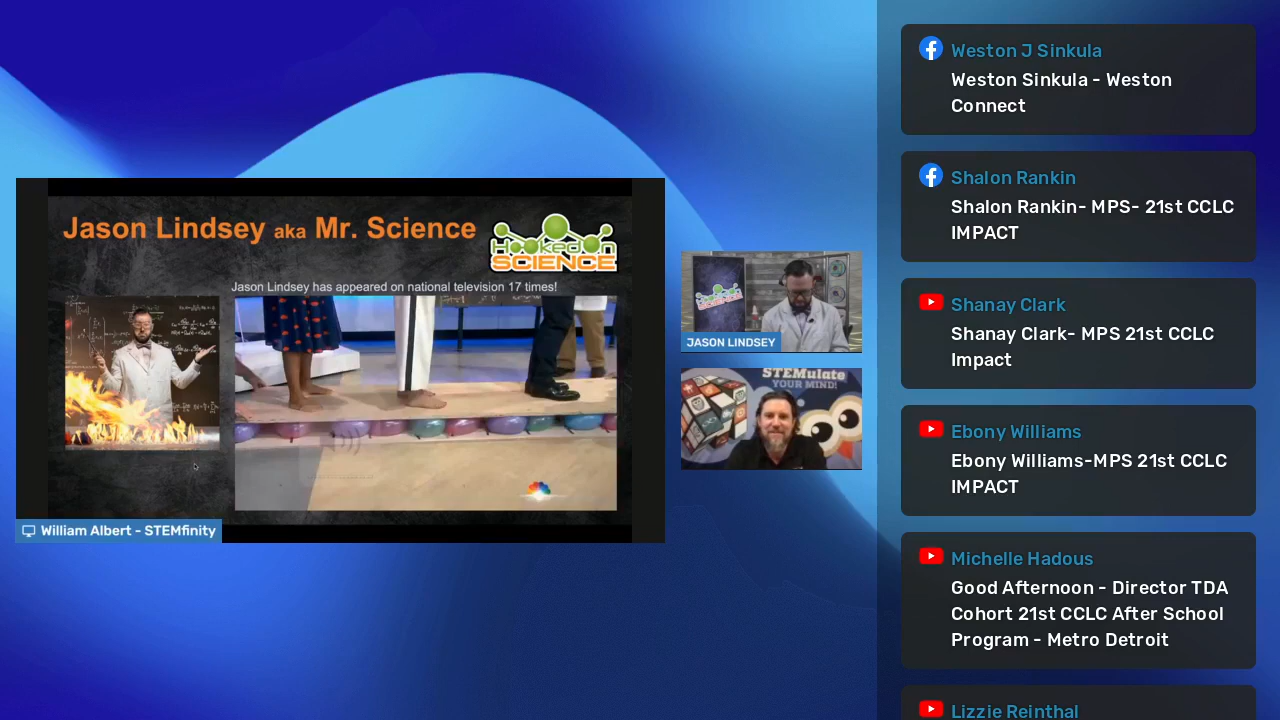 Jason Lindsey aka Mr. Science
Hooked On
SCIENCE
Jason Lindsey has appeared on national television 17 times!
William Albert - STEMfinity
JASON LINDSEY
STEMulate
YOUR MIND!
Weston J Sinkula
Weston Sinkula - Weston
Connect
Shalon Rankin
Shalon Rankin- MPS- 21st CCLC
IMPACT
Shanay Clark
Shanay Clark- MPS 21st CCLC
Impact
Ebony Williams
Ebony Williams-MPS 21st CCLC
IMPACT
Michelle Hadous
Good Afternoon - Director TDA
Cohort 21st CCLC After School
Program - Metro Detroit
Lizzie Reinthal